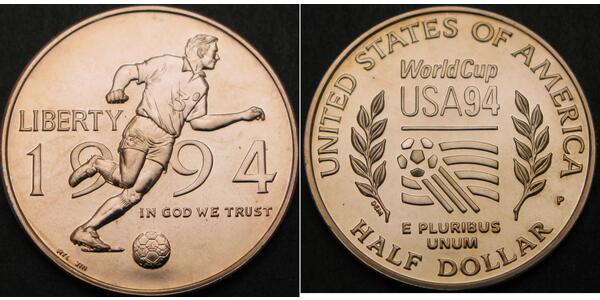 LIBERTY
1994
IN GOD WE TRUST
UNITED STATES OF AMERICA
WorldCup
USA94
P
E PLURIBUS
UNUM
HALF DOLLAR